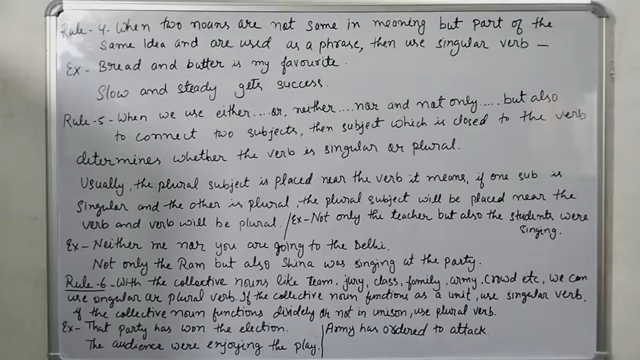 Rule-4. When two nouns are not same in meaning but part of the
same idea and are used as a phrase, then use singular verb —
Ex - Bread and butter is my favourite.
Slow and steady gets success.
Rule-5 - When we use either....or, neither....nor and not only.....but also
to connect two subjects, then subject which is closed to the verb
determines whether the verb is singular or plural.
Usually, the plural subject is placed near the verb it means, if one sub is
singular and the other is plural, the plural subject will be placed near the
verb and verb will be plural. / Ex - Not only the teacher but also the students were
singing.
Ex - Neither me nor you are going to the Delhi.
Not only the Ram but also Shina was singing at the party.
Rule-6 - With the collective nouns like Team, jury, class, family, army, crowd etc, we can
use singular or plural verb. If the collective noun functions as a unit, use singular verb,
if the collective noun functions dividely or not in unison, use plural verb.
Ex - That party has won the election. / Army has ordered to attack.
The audience were enjoying the play.